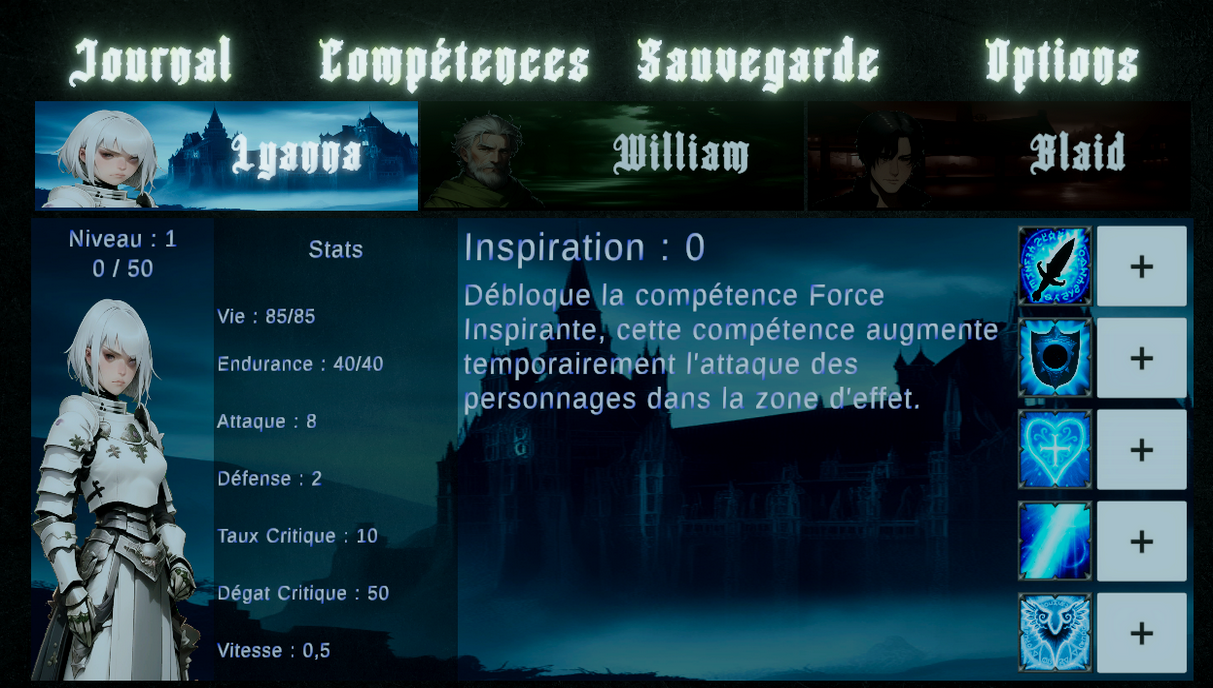 Journal Compétences Sauvegarde Options
Lyanna William Elaid
Niveau : 1
0 / 50
Stats
Vie : 85/85
Endurance : 40/40
Attaque : 8
Défense : 2
Taux Critique : 10
Dégat Critique : 50
Vitesse : 0,5
Inspiration : 0
Débloque la compétence Force
Inspirante, cette compétence augmente
temporairement l'attaque des
personnages dans la zone d'effet.
+
+
+
+
+